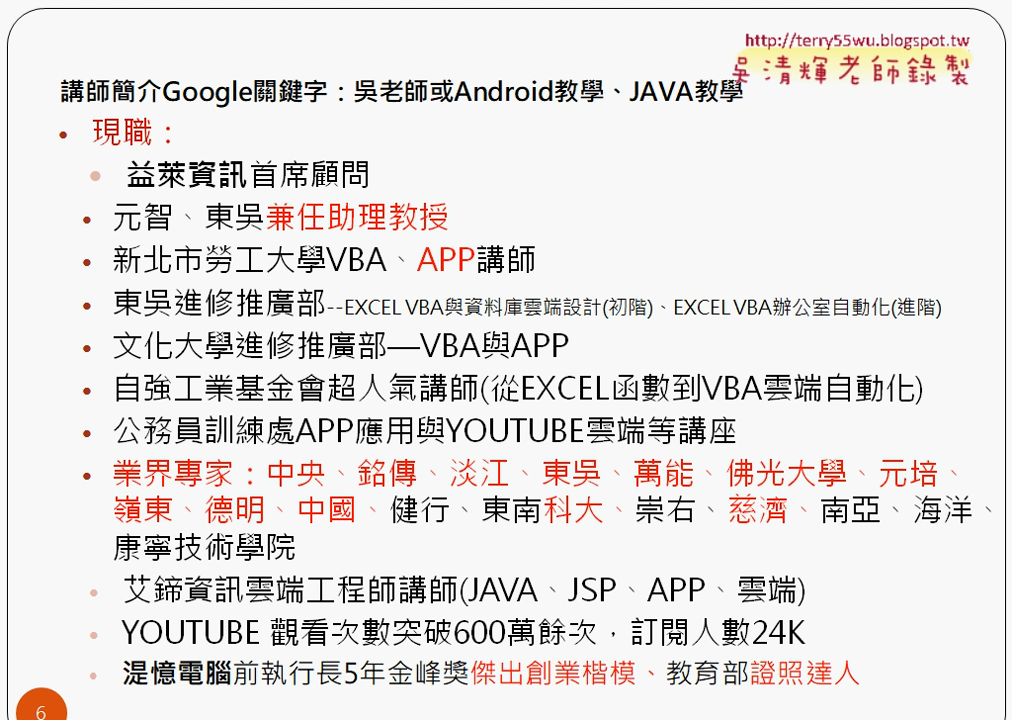 http://terry55wu.blogspot.tw
吳清輝老師錄製
講師簡介Google關鍵字：吳老師或Android教學、JAVA教學
• 現職：
• 益萊資訊首席顧問
• 元智、東吳兼任助理教授
• 新北市勞工大學VBA、APP講師
• 東吳進修推廣部--EXCEL VBA與資料庫雲端設計(初階)、EXCEL VBA辦公室自動化(進階)
• 文化大學進修推廣部—VBA與APP
• 自強工業基金會超人氣講師(從EXCEL函數到VBA雲端自動化)
• 公務員訓練處APP應用與YOUTUBE雲端等講座
• 業界專家：中央、銘傳、淡江、東吳、萬能、佛光大學、元培、
嶺東、德明、中國、健行、東南科大、崇右、慈濟、南亞、海洋、
康寧技術學院
• 艾鍗資訊雲端工程師講師(JAVA、JSP、APP、雲端)
• YOUTUBE 觀看次數突破600萬餘次，訂閱人數24K
• 湜憶電腦前執行長5年金峰獎傑出創業楷模、教育部證照達人
6